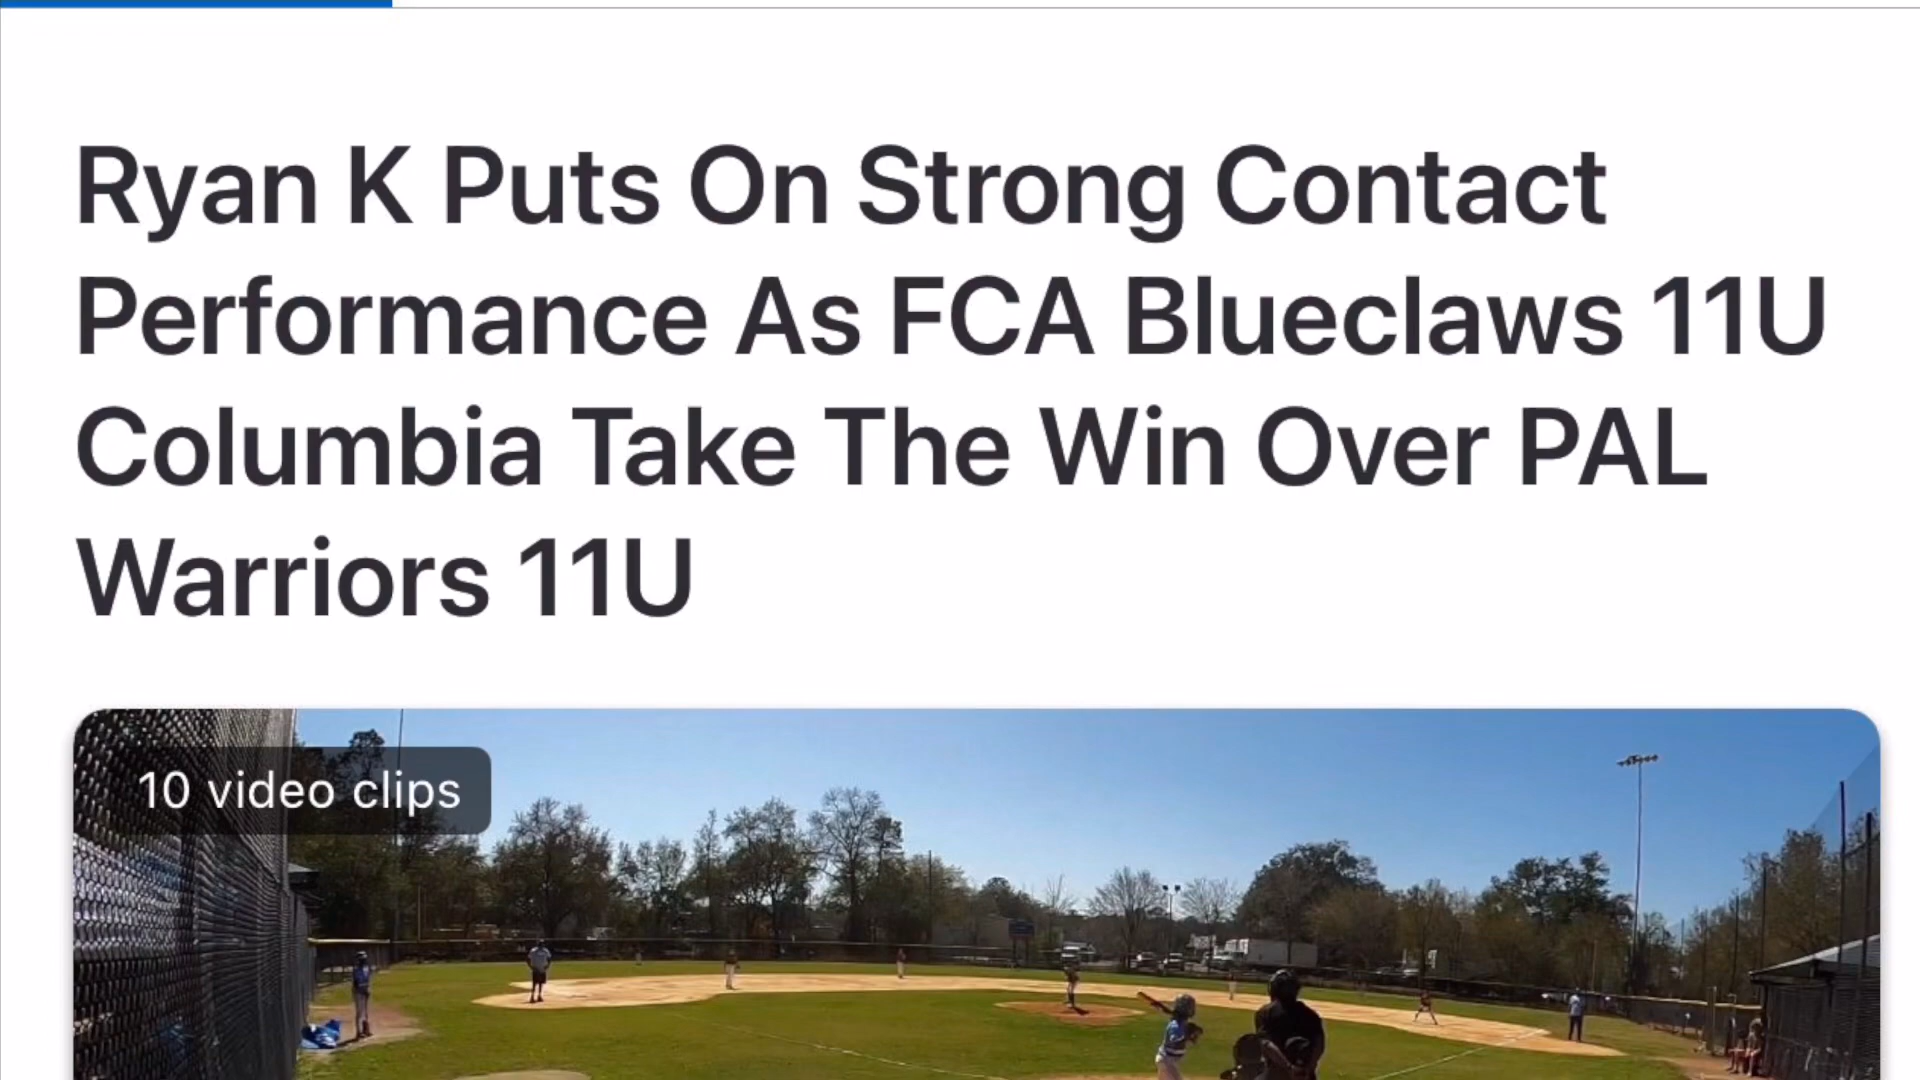 Ryan K Puts On Strong Contact
Performance As FCA Blueclaws 11U
Columbia Take The Win Over PAL
Warriors 11U
10 video clips